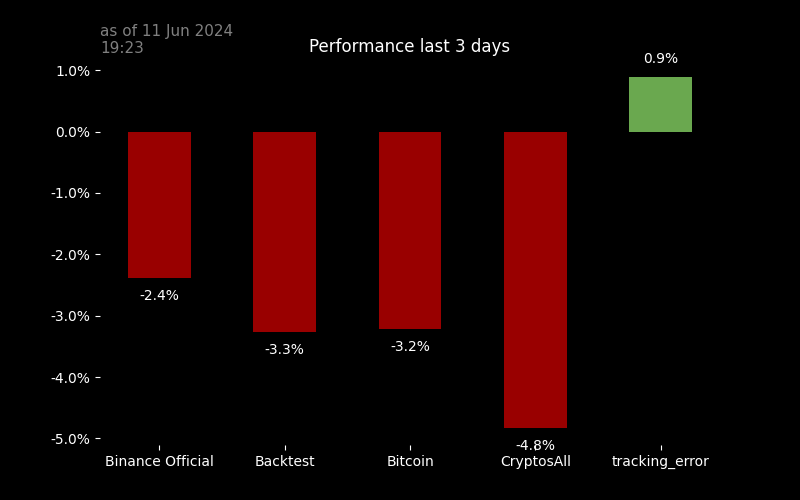 as of 11 Jun 2024
19:23
Performance last 3 days
0.9%
1.0%
0.0%
-1.0%
-2.0%
-3.0%
-4.0%
-5.0%
-2.4%
-3.3%
-3.2%
-4.8%
Binance Official
Backtest
Bitcoin
CryptosAll
tracking_error